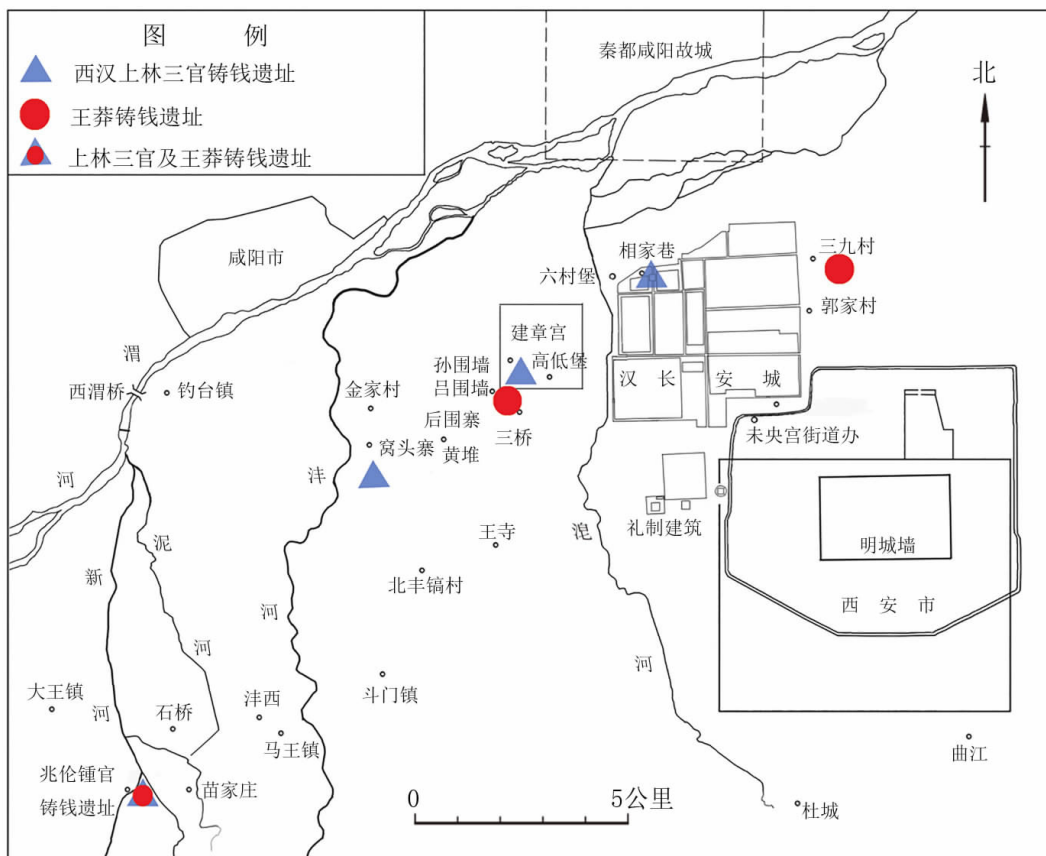 图 例
西汉上林三官铸钱遗址
王莽铸钱遗址
上林三官及王莽铸钱遗址
秦都咸阳故城
北
咸阳市
相家巷
三九村
六村堡
郭家村
建章宫
孙围墙
高低堡
吕围墙
汉 长 安 城
渭
西渭桥
钓台镇
金家村
后围寨
三桥
未央宫街道办
窝头寨
黄堆
沣
河
礼制建筑
王寺
泥
新
明城墙
北丰镐村
西 安 市
皂
河
河
河
河
大王镇
石桥
沣西
斗门镇
马王镇
曲江
兆伦锺官
铸钱遗址
苗家庄
0 5公里
杜城